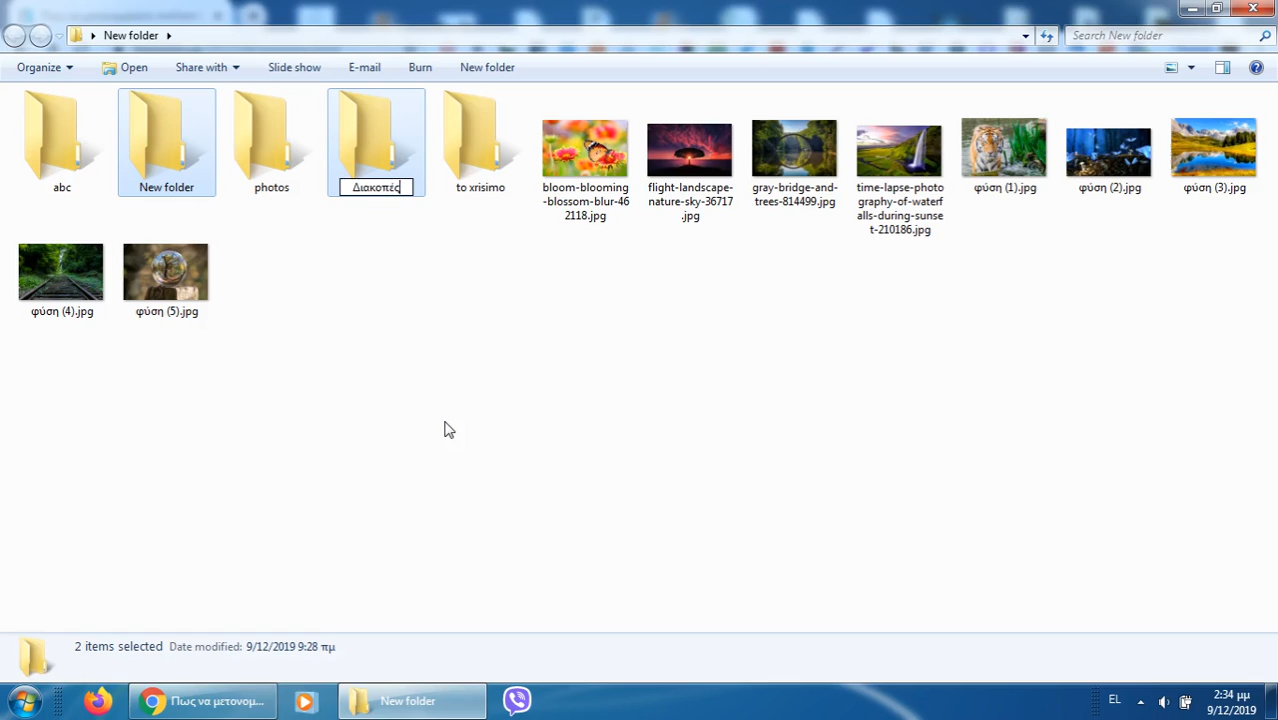 New folder
Search New folder
Organize
Open
Share with
Slide show
E-mail
Burn
New folder
abc
New folder
photos
Διακοπές
to xrisimo
bloom-blooming
-blossom-blur-46
2118.jpg
flight-landscape-
nature-sky-36717
.jpg
gray-bridge-and-
trees-814499.jpg
time-lapse-photo
graphy-of-waterf
alls-during-sunse
t-210186.jpg
φύση (1).jpg
φύση (2).jpg
φύση (3).jpg
φύση (4).jpg
φύση (5).jpg
2 items selected
Date modified: 9/12/2019 9:28 πμ
Πως να μετονομ...
New folder
EL
2:34 μμ
9/12/2019